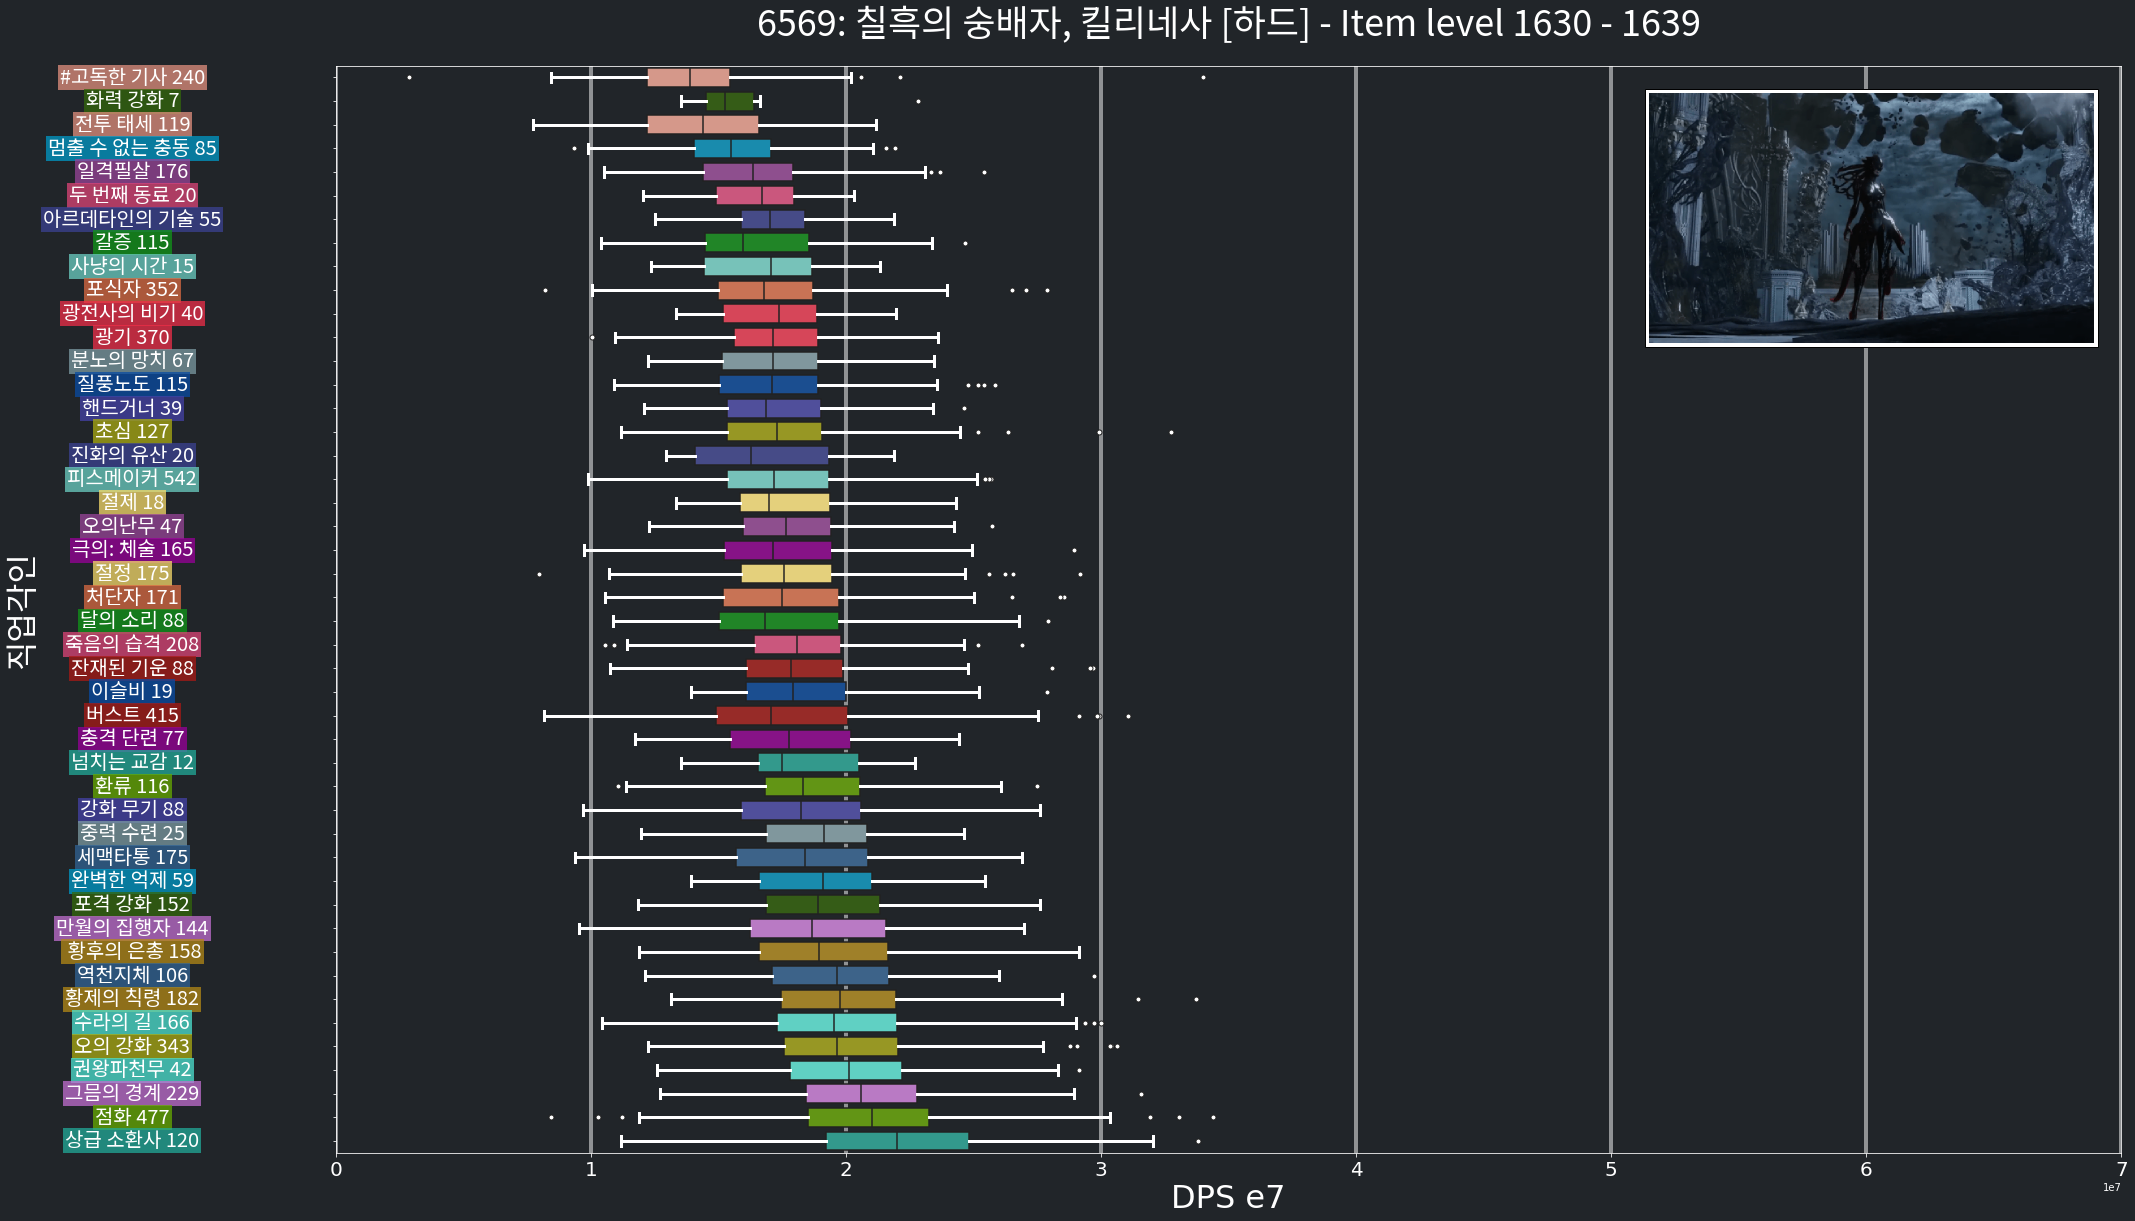 6569: 칠흑의 숭배자, 킬리네사 [하드] - Item level 1630 - 1639
#고독한 기사 240
화력 강화 7
전투 태세 119
멈출 수 없는 충동 85
일격필살 176
두 번째 동료 20
아르데타인의 기술 55
갈증 115
사냥의 시간 15
포식자 352
광전사의 비기 40
광기 370
분노의 망치 67
질풍노도 115
핸드거너 39
초심 127
진화의 유산 20
피스메이커 542
절제 18
오의난무 47
극의: 체술 165
절정 175
처단자 171
달의 소리 88
죽음의 습격 208
잔재된 기운 88
이슬비 19
버스트 415
충격 단련 77
넘치는 교감 12
환류 116
강화 무기 88
중력 수련 25
세맥타통 175
완벽한 억제 59
포격 강화 152
만월의 집행자 144
황후의 은총 158
역천지체 106
황제의 칙령 182
수라의 길 166
오의 강화 343
권왕파천무 42
그믐의 경계 229
점화 477
상급 소환사 120
직업각인
0 1 2 3 4 5 6 7
DPS e7
1e7